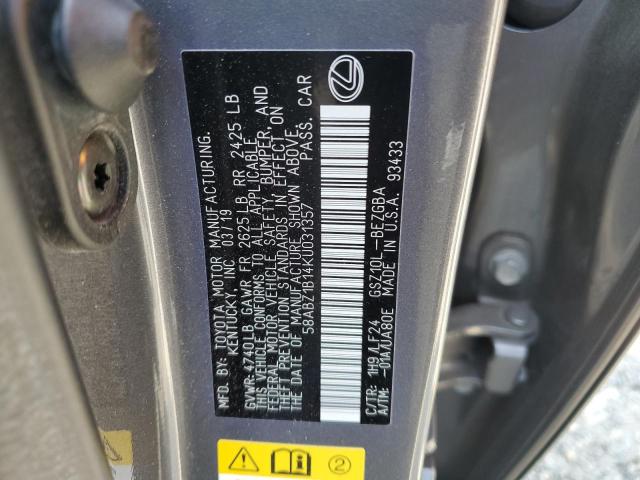 MFD. BY: TOYOTA MOTOR MANUFACTURING.
KENTUCKY, INC. 03/19
GVWR 4740LB GAWR FR 2625LB RR 2425 LB
THIS VEHICLE CONFORMS TO ALL APPLICABLE
FEDERAL MOTOR VEHICLE SAFETY BUMPER, AND
THEFT PREVENTION STANDARDS IN EFFECT ON
THE DATE OF MANUFACTURE SHOWN ABOVE.
58ABZ1B14KU031357 PASS. CAR
C/TR: 1H9/LF24 GSZ10L-BEZGBA
A/TM: -01A/UA80E MADE IN U.S.A. 93433
2